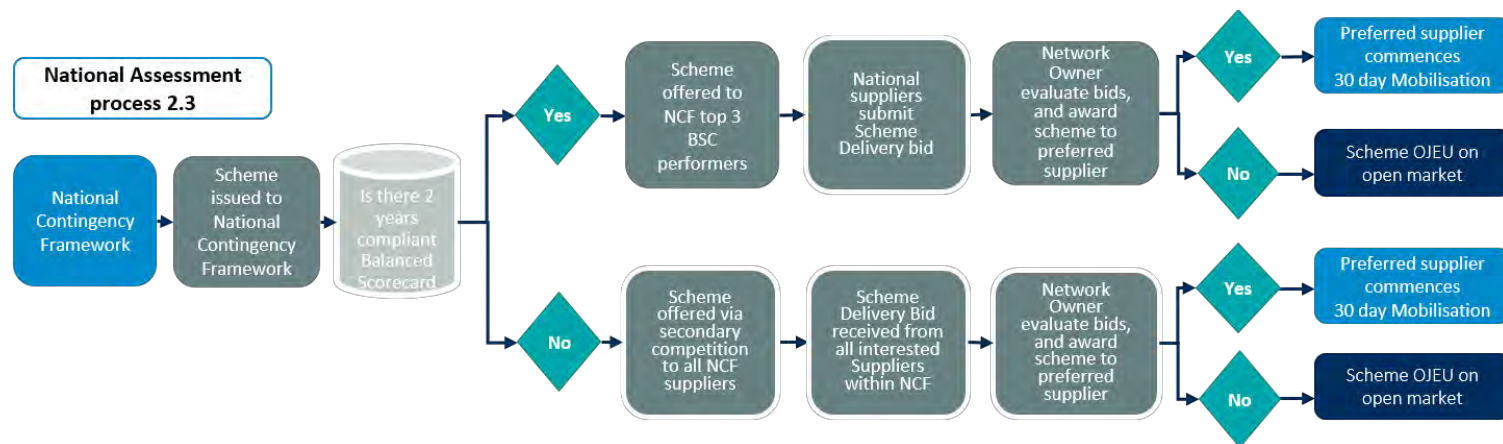 National Assessment
process 2.3
National
Contingency
Framework
Scheme
issued to
National
Contingency
Framework
Is there 2
years
compliant
Balanced
Scorecard
Yes
Scheme
offered to
NCF top 3
BSC
performers
National
suppliers
submit
Scheme
Delivery bid
Network
Owner
evaluate bids,
and award
scheme to
preferred
supplier
Yes
Preferred supplier
commences
30 day Mobilisation
No
Scheme OJEU on
open market
No
Scheme
offered via
secondary
competition
to all NCF
suppliers
Scheme
Delivery Bid
received from
all interested
Suppliers
within NCF
Network
Owner
evaluate bids,
and award
scheme to
preferred
supplier
Yes
Preferred supplier
commences
30 day Mobilisation
No
Scheme OJEU on
open market